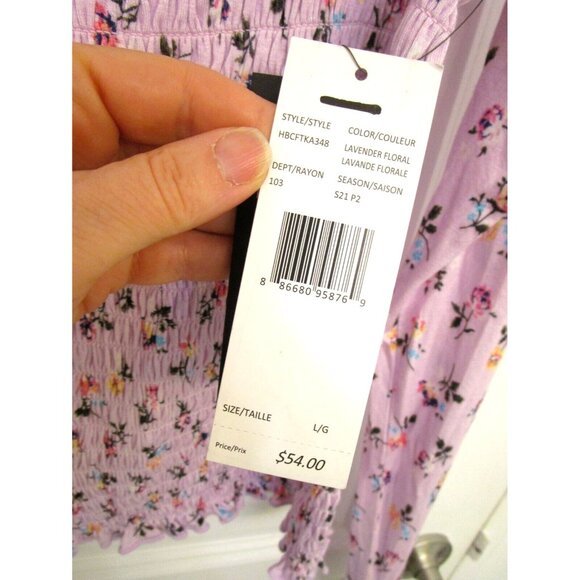 STYLE/STYLE COLOR/COULEUR
HBCFTKA348 LAVENDER FLORAL
LAVANDE FLORALE
DEPT/RAYON SEASON/SAISON
103 S21 P2
8 86680 95876 9
SIZE/TAILLE L/G
Price/Prix $54.00